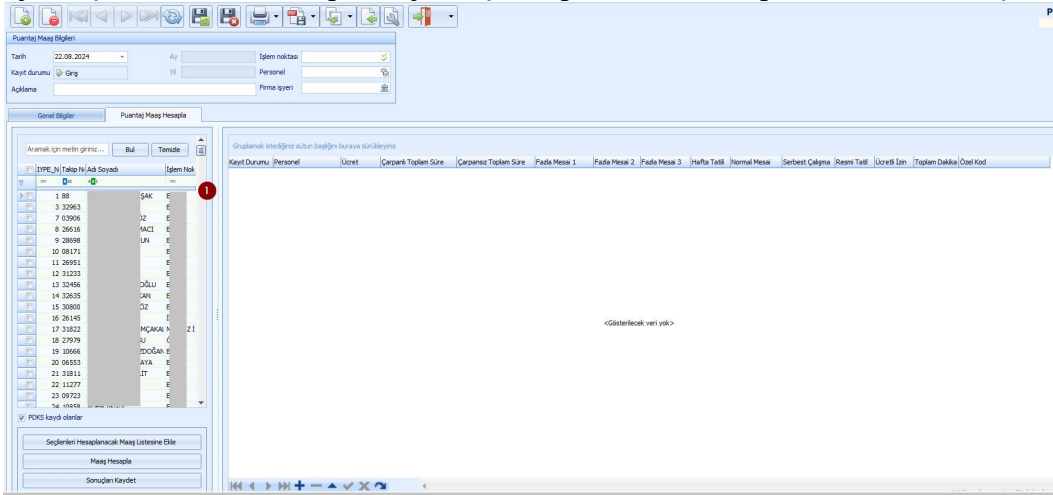 P
Puantaj Maaş Bilgileri
Tarih 22.08.2024 Ay İşlem noktası
Kayıt durumu Giriş Yıl Personel
Açıklama Firma işyeri
Genel Bilgiler Puantaj Maaş Hesapla
Aramak için metin giriniz... Bul Temizle
Gruplamak istediğiniz sütun başlığını buraya sürükleyiniz
TYPE_N Takip N Adı Soyadı İşlem Nok
Kayıt Durumu Personel Ücret Çarpanlı Toplam Süre Çarpansız Toplam Süre Fazla Mesai 1 Fazla Mesai 2 Fazla Mesai 3 Hafta Tatili Normal Mesai Serbest Çalışma Resmi Tatil Ücretli İzin Toplam Dakika Özel Kod
1
1 88 ŞAK E
3 32963 E
7 03906 ÖZ E
8 26616 MACI E
9 28698 UN E
10 08171 E
11 26951 E
12 31233 E
13 32456 OĞLU E
14 32635 KAN E
15 30800 ÖZ E
16 26145
17 31822 MÇAKAL Z İ
18 27979
19 10666 ZDOĞAN E
20 06553 AYA E
21 31811 İT E
22 11277 E
23 09723 E
24 10858
<Gösterilecek veri yok>
PDKS kaydı olanlar
Seçilenleri Hesaplanacak Maaş Listesine Ekle
Maaş Hesapla
Sonuçları Kaydet